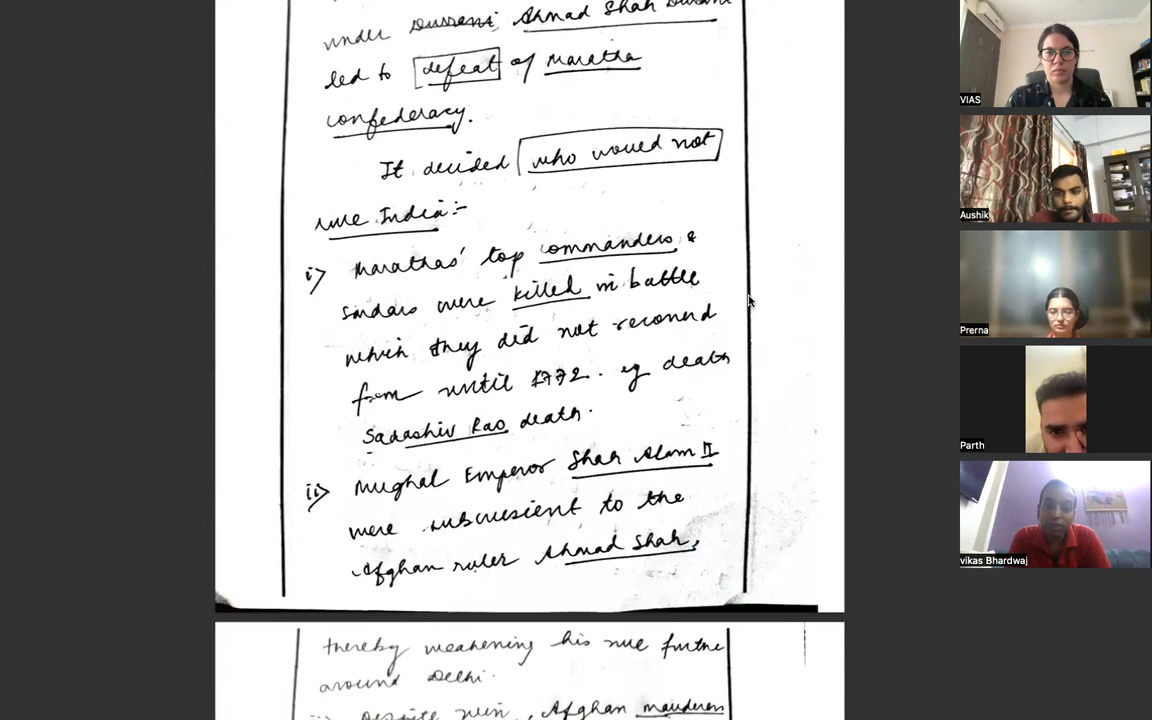 under Durrani Ahmad Shah Durrani
led to defeat of Maratha
confederacy.
It decided who would not
rule India:-
i) Marathas' top commanders &
sardars were killed in battle
which they did not recoverd
from until 1772. eg death
Sadashiv Rao death.
ii) Mughal Emperor Shah Alam II
were subservient to the
Afghan ruler Ahmad Shah,
thereby weakening his rule further
around Delhi.
Despite win, Afghan
VIAS
Aushik
Prerna
Parth
vikas Bhardwaj